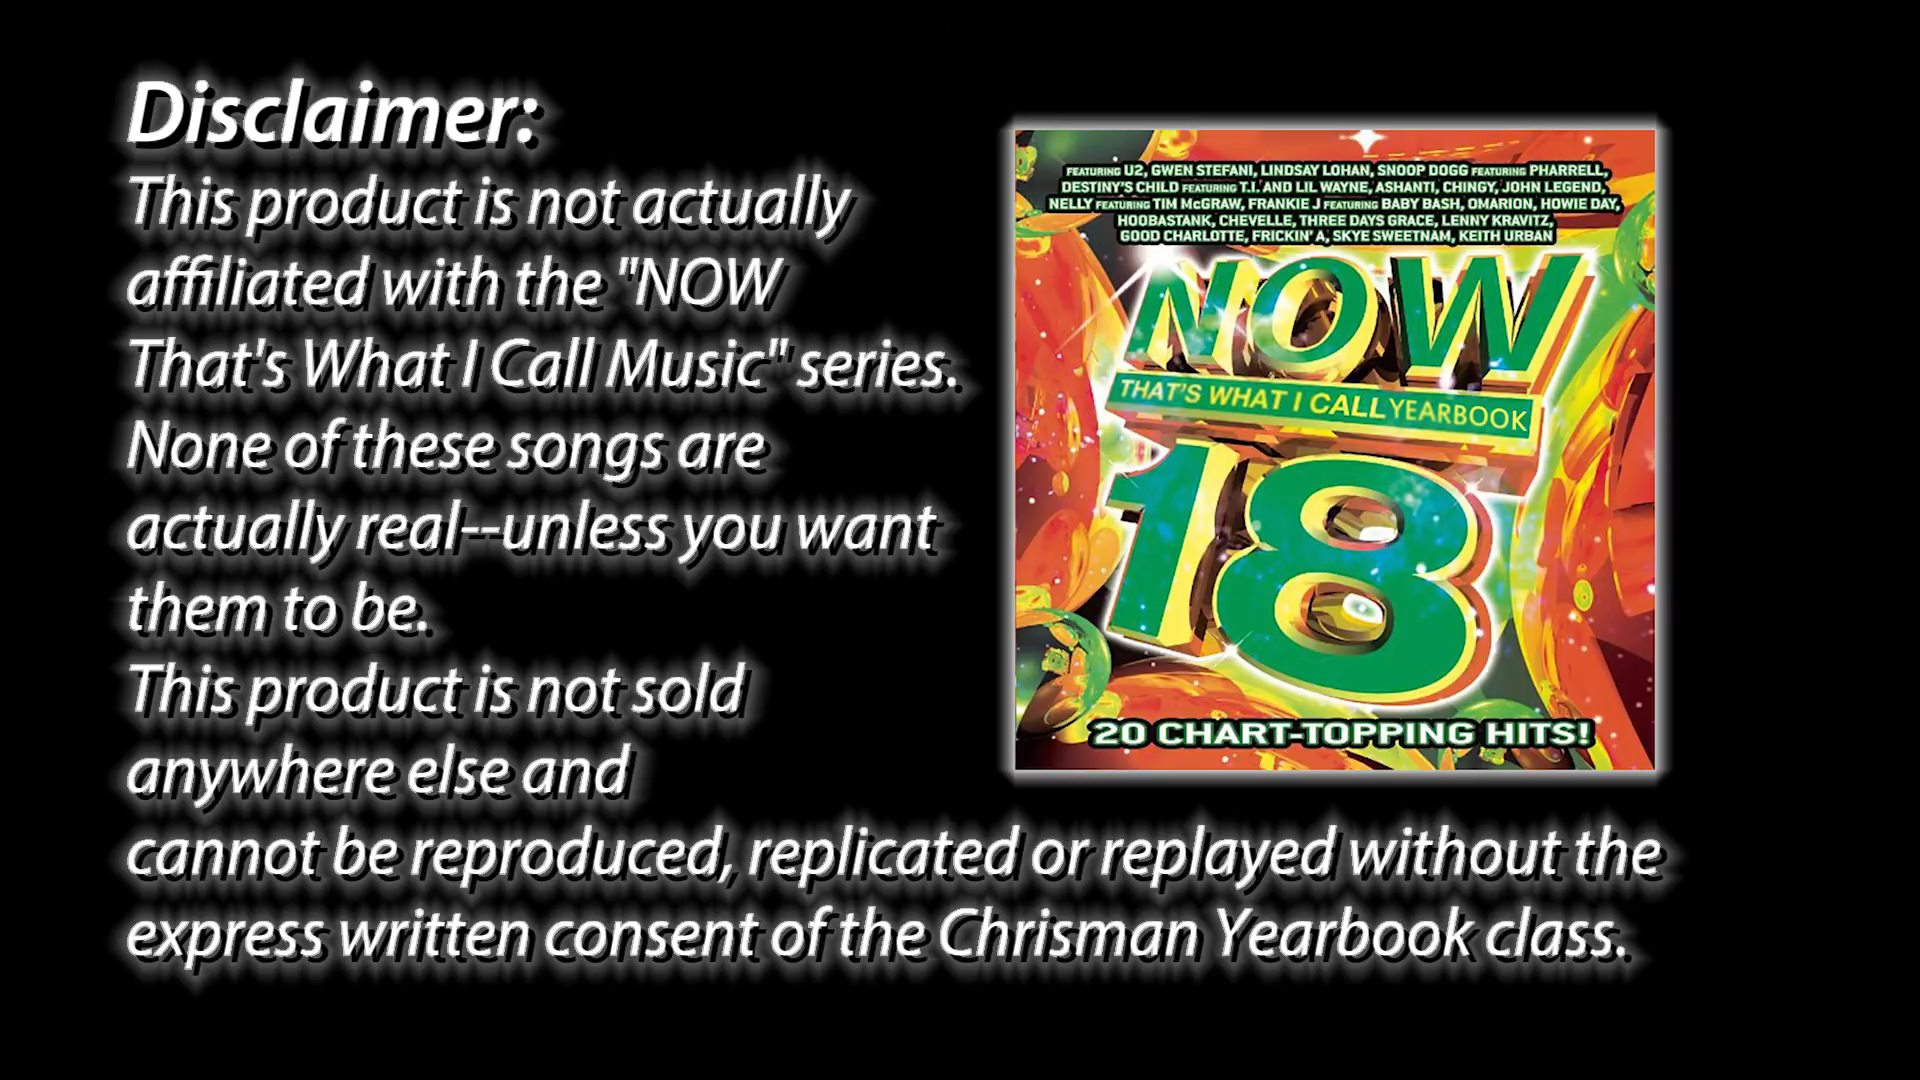 Disclaimer:
This product is not actually
affiliated with the "NOW
That's What I Call Music" series.
None of these songs are
actually real--unless you want
them to be.
This product is not sold
anywhere else and
cannot be reproduced, replicated or replayed without the
express written consent of the Chrisman Yearbook class.
FEATURING U2, GWEN STEFANI, LINDSAY LOHAN, SNOOP DOGG FEATURING PHARRELL,
DESTINY'S CHILD FEATURING T.I. AND LIL WAYNE, ASHANTI, CHINGY, JOHN LEGEND,
NELLY FEATURING TIM McGRAW, FRANKIE J FEATURING BABY BASH, OMARION, HOWIE DAY,
HOOBASTANK, CHEVELLE, THREE DAYS GRACE, LENNY KRAVITZ,
GOOD CHARLOTTE, FRICKIN' A, SKYE SWEETNAM, KEITH URBAN
NOW
THAT'S WHAT I CALL YEARBOOK
18
20 CHART-TOPPING HITS!